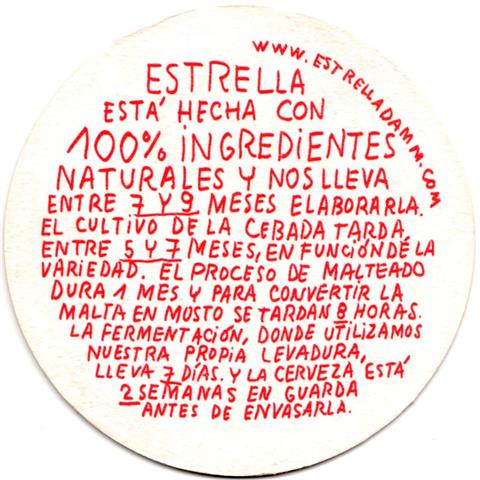 www.ESTRELLADAMM.COM
ESTRELLA
ESTÁ HECHA CON
100% INGREDIENTES
NATURALES Y NOS LLEVA
ENTRE 7 Y 9 MESES ELABORARLA.
EL CULTIVO DE LA CEBADA TARDA,
ENTRE 5 Y 7 MESES, EN FUNCIÓN DE LA
VARIEDAD. EL PROCESO DE MALTEADO
DURA 1 MES Y PARA CONVERTIR LA
MALTA EN MOSTO SE TARDAN 8 HORAS.
LA FERMENTACIÓN, DONDE UTILIZAMOS
NUESTRA PROPIA LEVADURA,
LLEVA 7 DÍAS. Y LA CERVEZA ESTÁ
2 SEMANAS EN GUARDA
ANTES DE ENVASARLA.